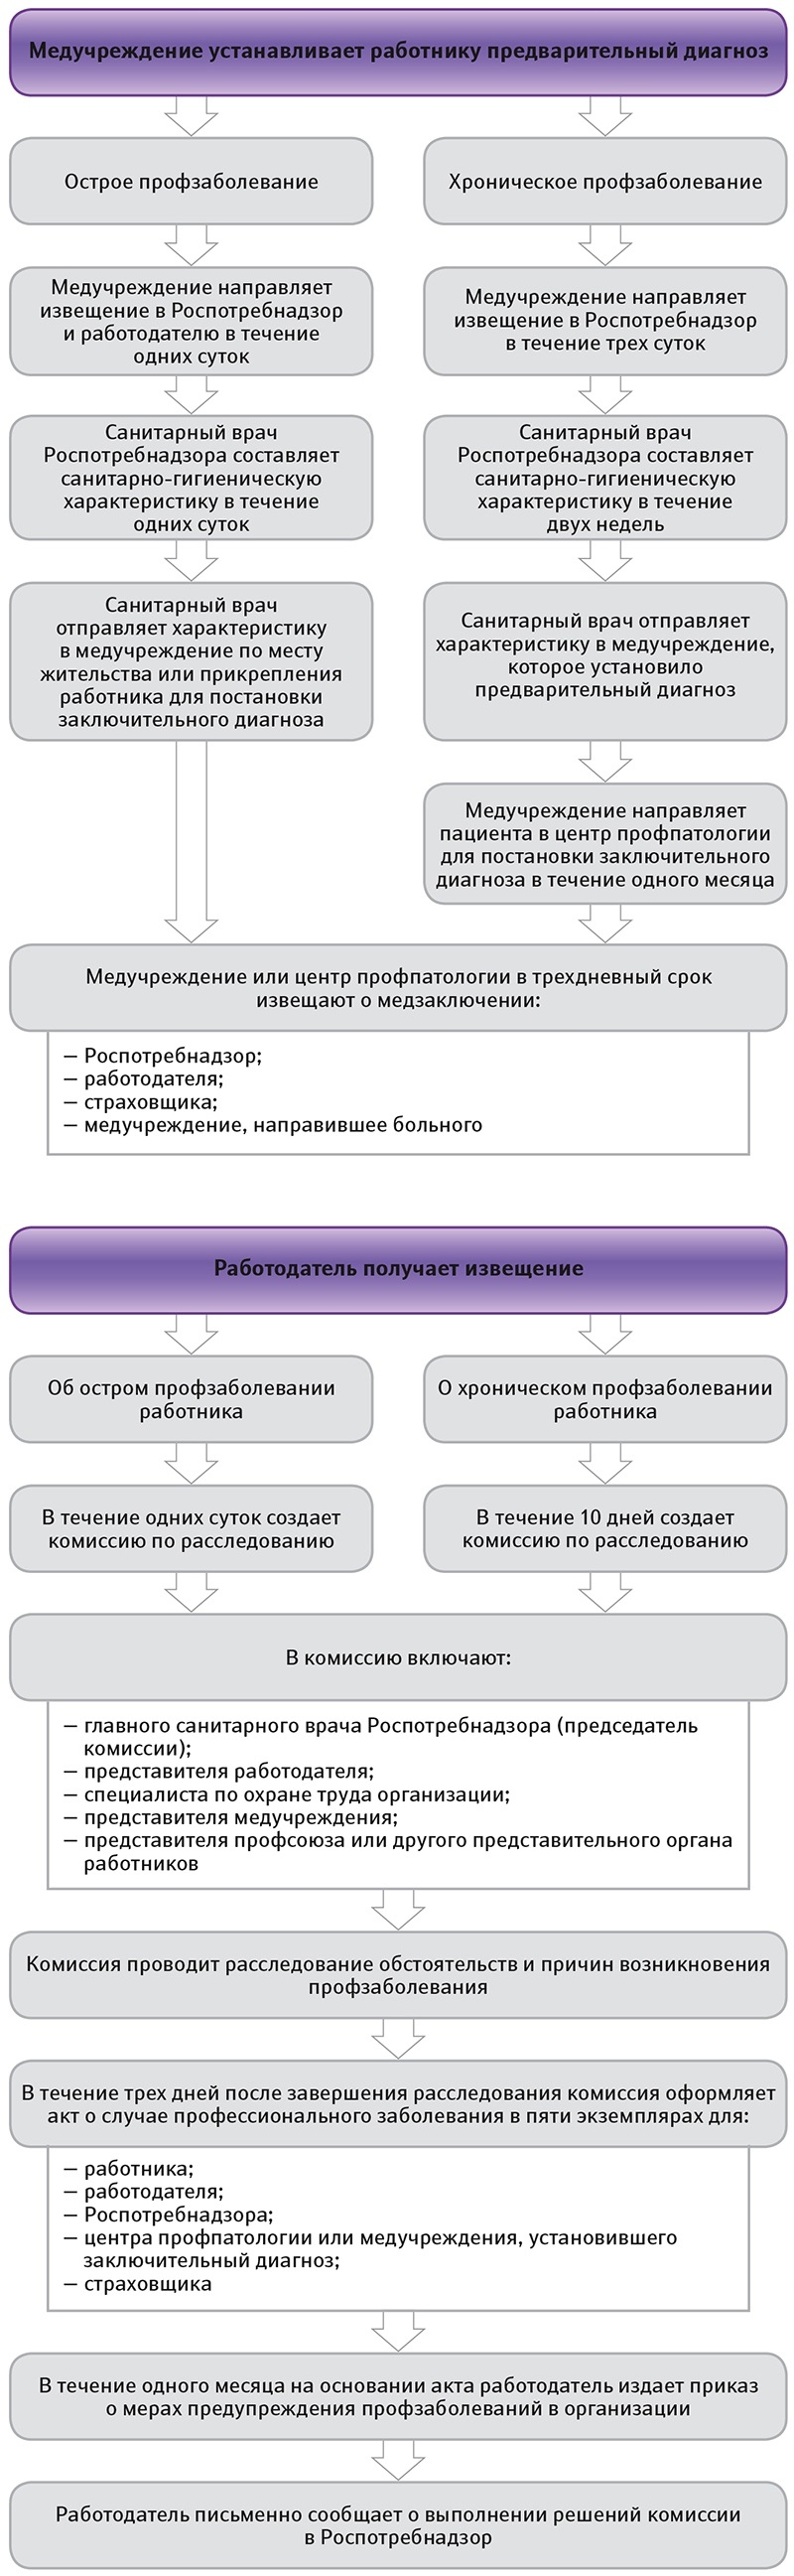 Медучреждение устанавливает работнику предварительный диагноз
Острое профзаболевание
Медучреждение направляет
извещение в Роспотребнадзор
и работодателю в течение
одних суток
Санитарный врач
Роспотребнадзора составляет
санитарно-гигиеническую
характеристику в течение
одних суток
Санитарный врач
отправляет характеристику
в медучреждение по месту
жительства или прикрепления
работника для постановки
заключительного диагноза
Хроническое профзаболевание
Медучреждение направляет
извещение в Роспотребнадзор
в течение трех суток
Санитарный врач
Роспотребнадзора составляет
санитарно-гигиеническую
характеристику в течение
двух недель
Санитарный врач отправляет
характеристику в медучреждение,
которое установило
предварительный диагноз
Медучреждение направляет
пациента в центр профпатологии
для постановки заключительного
диагноза в течение одного месяца
Медучреждение или центр профпатологии в трехдневный срок
извещают о медзаключении:
– Роспотребнадзор;
– работодателя;
– страховщика;
– медучреждение, направившее больного
Работодатель получает извещение
Об остром профзаболевании
работника
В течение одних суток создает
комиссию по расследованию
О хроническом профзаболевании
работника
В течение 10 дней создает
комиссию по расследованию
В комиссию включают:
– главного санитарного врача Роспотребнадзора (председатель
комиссии);
– представителя работодателя;
– специалиста по охране труда организации;
– представителя медучреждения;
– представителя профсоюза или другого представительного органа
работников
Комиссия проводит расследование обстоятельств и причин возникновения
профзаболевания
В течение трех дней после завершения расследования комиссия оформляет
акт о случае профессионального заболевания в пяти экземплярах для:
– работника;
– работодателя;
– Роспотребнадзора;
– центра профпатологии или медучреждения, установившего
заключительный диагноз;
– страховщика
В течение одного месяца на основании акта работодатель издает приказ
о мерах предупреждения профзаболеваний в организации
Работодатель письменно сообщает о выполнении решений комиссии
в Роспотребнадзор